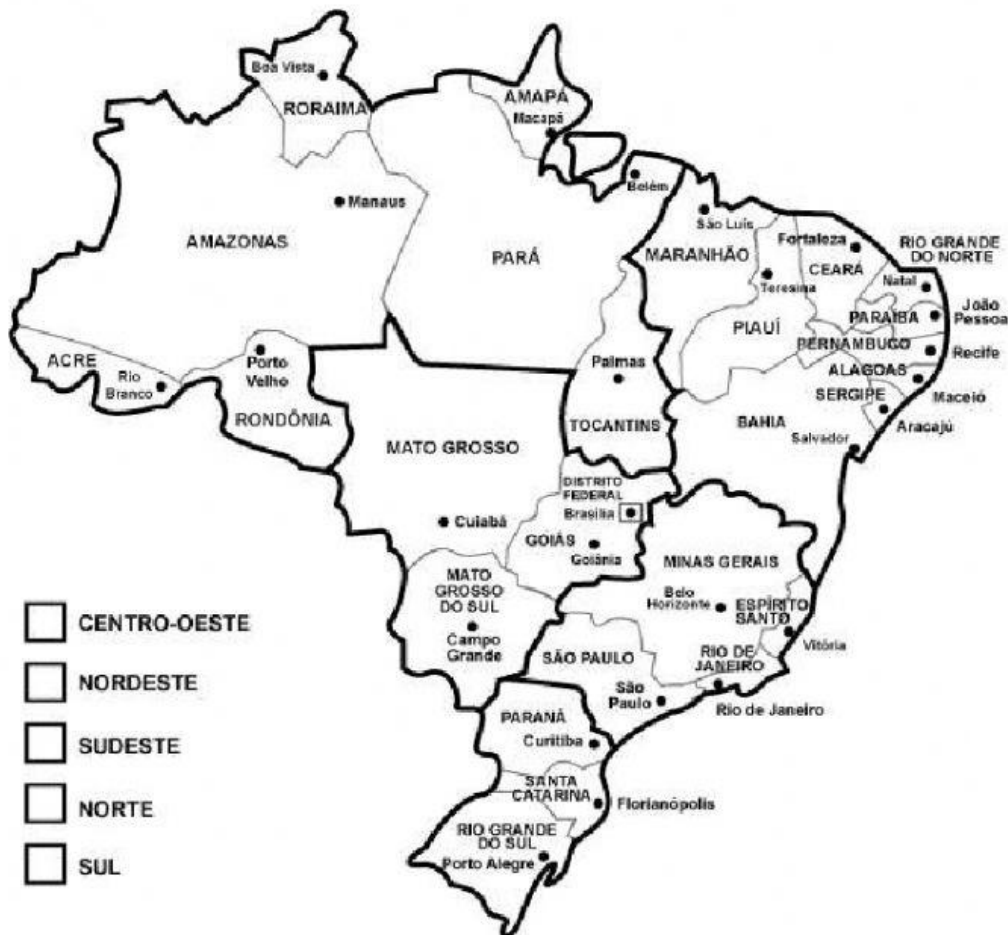 Boa Vista
RORAIMA
AMAPÁ
Macapá
Belém
Manaus
AMAZONAS
PARÁ
São Luís
MARANHÃO
Fortaleza
CEARÁ
RIO GRANDE
DO NORTE
Natal
Teresina
PIAUÍ
PARAIBA
João
Pessoa
PERNAMBUCO
Recife
ACRE
Rio
Branco
Porto
Velho
RONDÔNIA
Palmas
TOCANTINS
ALAGOAS
Maceió
SERGIPE
Aracajú
BAHIA
Salvador
MATO GROSSO
Cuiabá
DISTRITO
FEDERAL
Brasília
GOIÁS
Goiânia
MINAS GERAIS
Belo
Horizonte
ESPÍRITO
SANTO
Vitória
MATO
GROSSO
DO SUL
Campo
Grande
SÃO PAULO
São
Paulo
RIO DE
JANEIRO
Rio de Janeiro
PARANÁ
Curitiba
SANTA
CATARINA
Florianópolis
RIO GRANDE
DO SUL
Porto Alegre
CENTRO-OESTE
NORDESTE
SUDESTE
NORTE
SUL